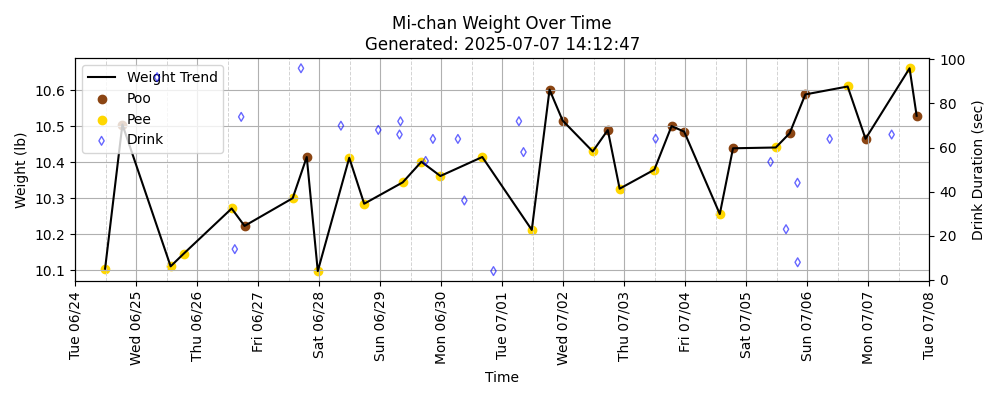 Mi-chan Weight Over Time
Generated: 2025-07-07 14:12:47
Weight Trend
Poo
Pee
Drink
Weight (lb)
10.6
10.5
10.4
10.3
10.2
10.1
Drink Duration (sec)
100
80
60
40
20
0
Tue 06/24
Wed 06/25
Thu 06/26
Fri 06/27
Sat 06/28
Sun 06/29
Mon 06/30
Tue 07/01
Wed 07/02
Thu 07/03
Fri 07/04
Sat 07/05
Sun 07/06
Mon 07/07
Tue 07/08
Time